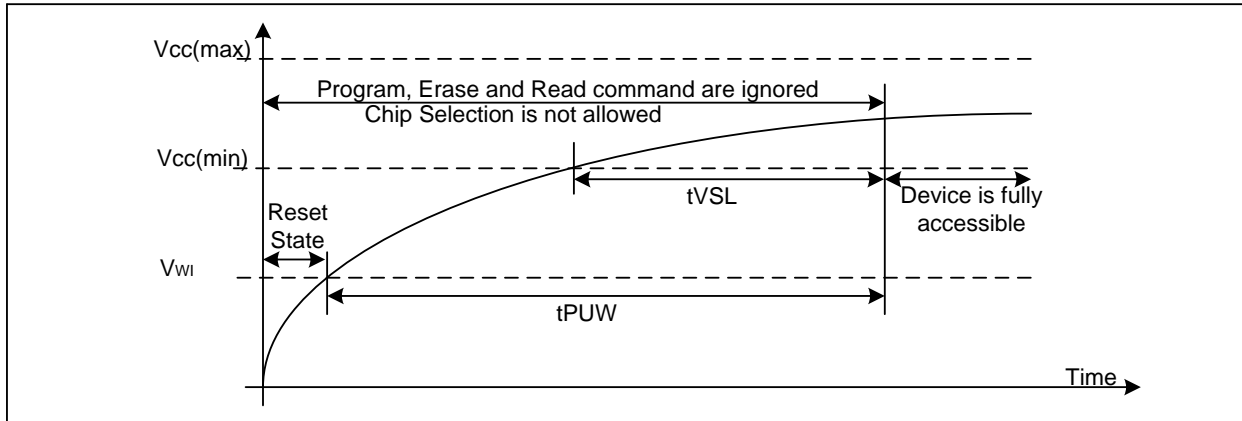 Vcc(max)
Program, Erase and Read command are ignored
Chip Selection is not allowed
Vcc(min)
tVSL
Device is fully
accessible
Reset
State
VWI
tPUW
Time